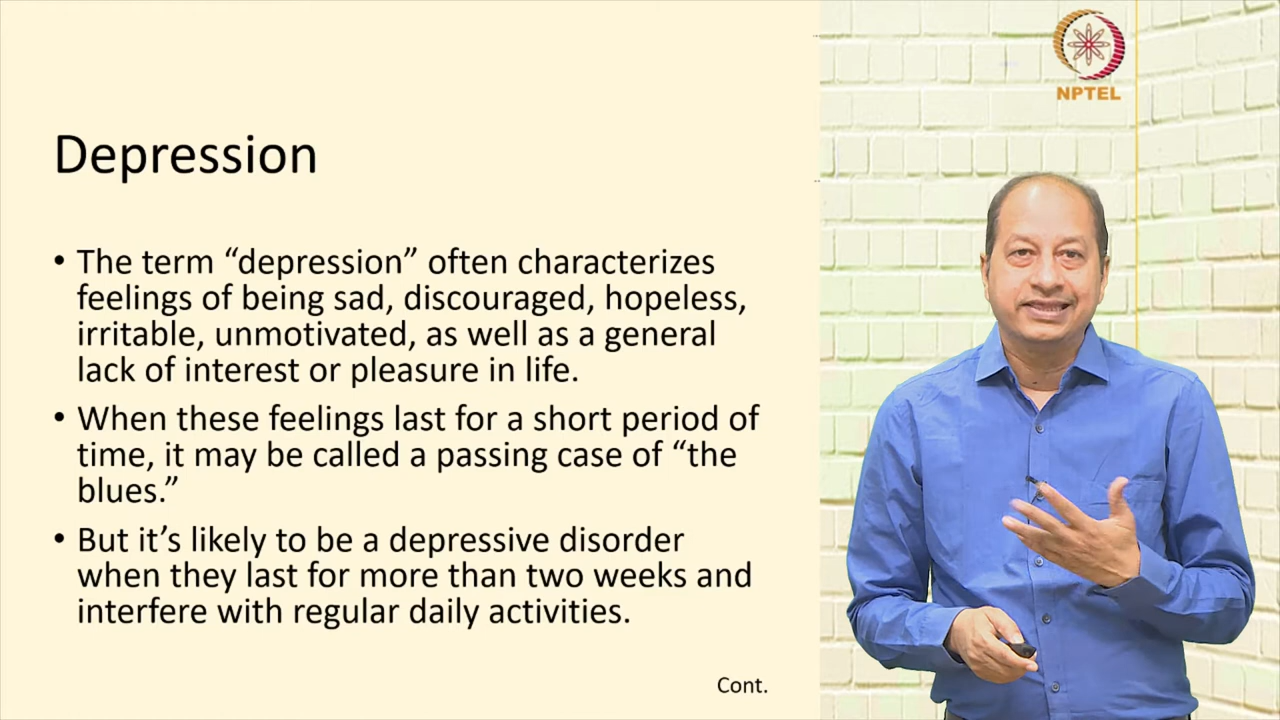 NPTEL
Depression
• The term “depression” often characterizes
feelings of being sad, discouraged, hopeless,
irritable, unmotivated, as well as a general
lack of interest or pleasure in life.
• When these feelings last for a short period of
time, it may be called a passing case of “the
blues.”
• But it’s likely to be a depressive disorder
when they last for more than two weeks and
interfere with regular daily activities.
Cont.